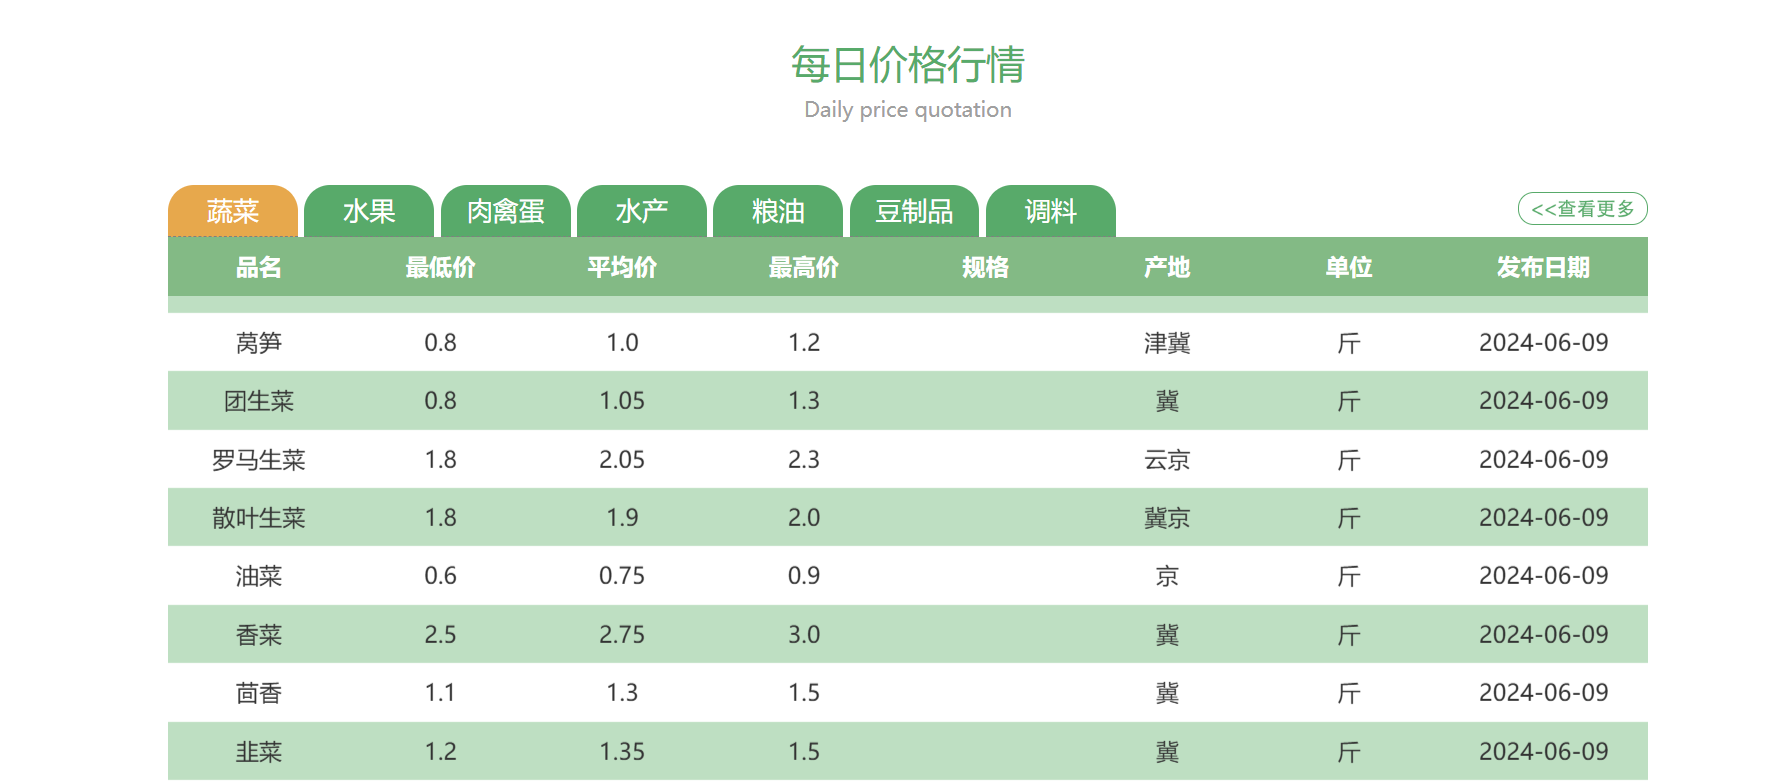 每日价格行情
Daily price quotation
蔬菜 水果 肉禽蛋 水产 粮油 豆制品 调料 <<查看更多
品名 最低价 平均价 最高价 规格 产地 单位 发布日期
莴笋 0.8 1.0 1.2 津冀 斤 2024-06-09
团生菜 0.8 1.05 1.3 冀 斤 2024-06-09
罗马生菜 1.8 2.05 2.3 云京 斤 2024-06-09
散叶生菜 1.8 1.9 2.0 冀京 斤 2024-06-09
油菜 0.6 0.75 0.9 京 斤 2024-06-09
香菜 2.5 2.75 3.0 冀 斤 2024-06-09
茴香 1.1 1.3 1.5 冀 斤 2024-06-09
韭菜 1.2 1.35 1.5 冀 斤 2024-06-09